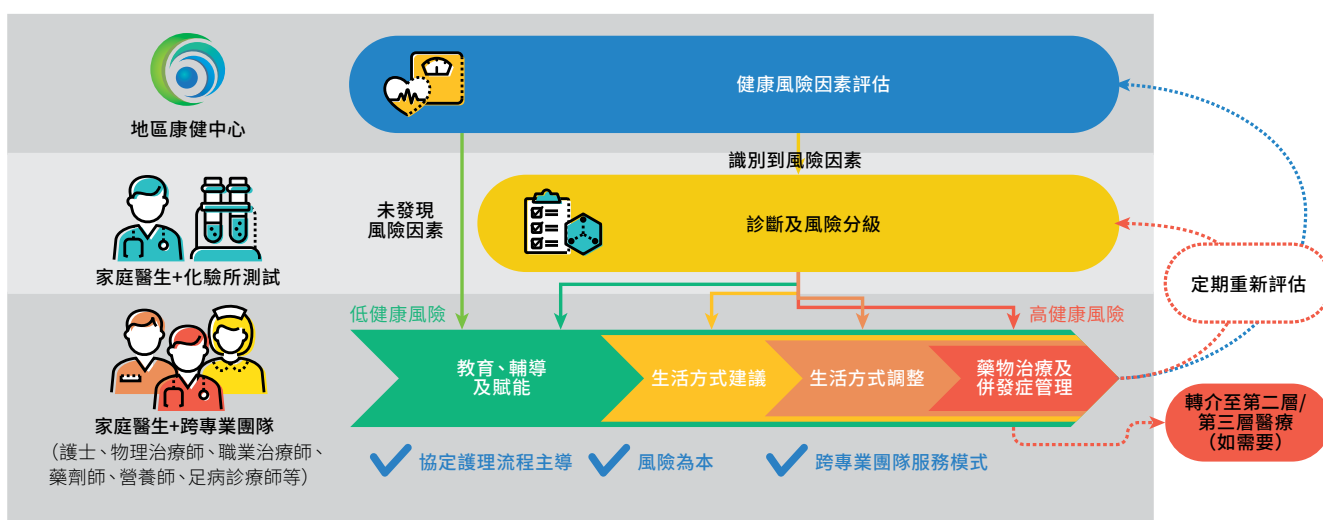 地區康健中心
健康風險因素評估
識別到風險因素
未發現
風險因素
診斷及風險分級
家庭醫生+化驗所測試
定期重新評估
低健康風險
高健康風險
教育、輔導
及賦能
生活方式建議
生活方式調整
藥物治療及
併發症管理
家庭醫生+跨專業團隊
（護士、物理治療師、職業治療師、
藥劑師、營養師、足病診療師等）
轉介至第二層/
第三層醫療
（如需要）
協定護理流程主導
風險為本
跨專業團隊服務模式